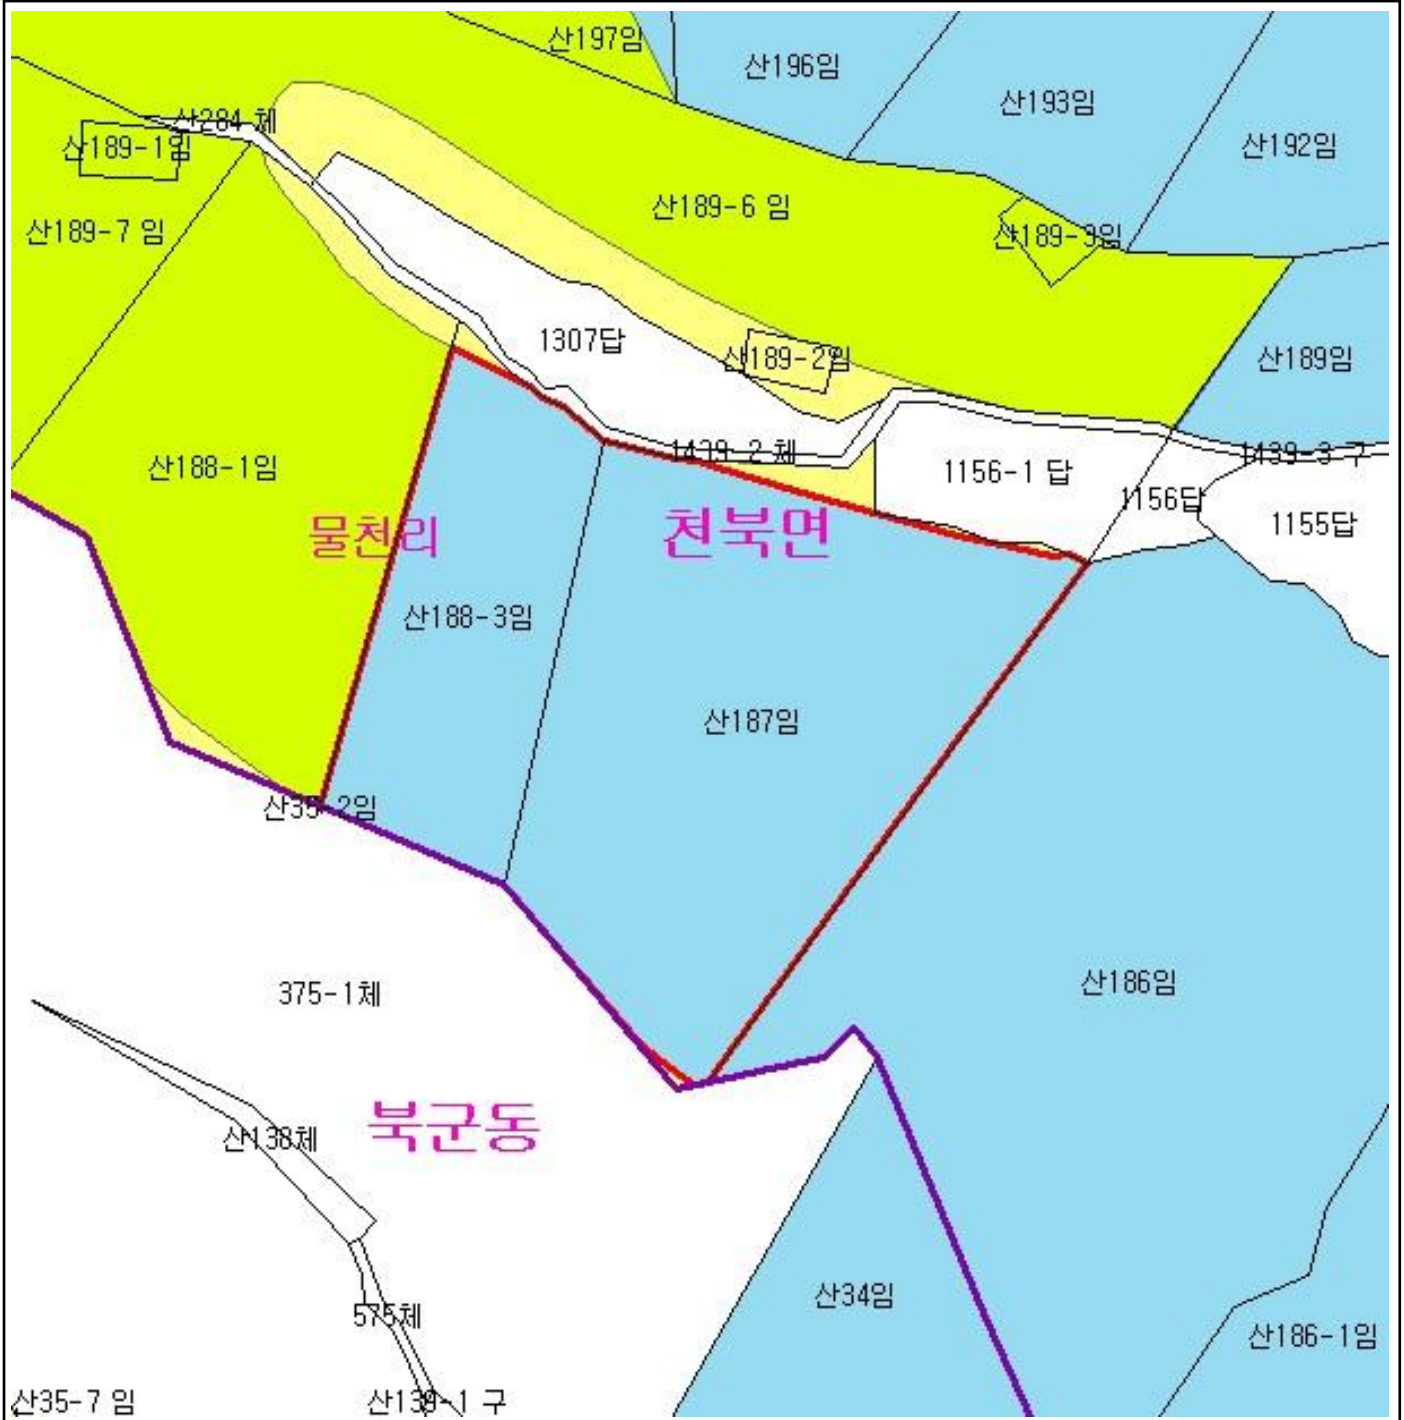 산197임
산196임
산193임
산284 체
산189-1임
산192임
산189-6 임
산189-7 임
산189-3임
1307답
산189-2임
산189임
1439-2 체
1439-3 구
산188-1임
1156-1 답
1156답
1155답
물천리
천북면
산188-3임
산187임
산35-2임
산186임
375-1체
북군동
산138체
산34임
575체
산186-1임
산35-7 임
산139-1 구